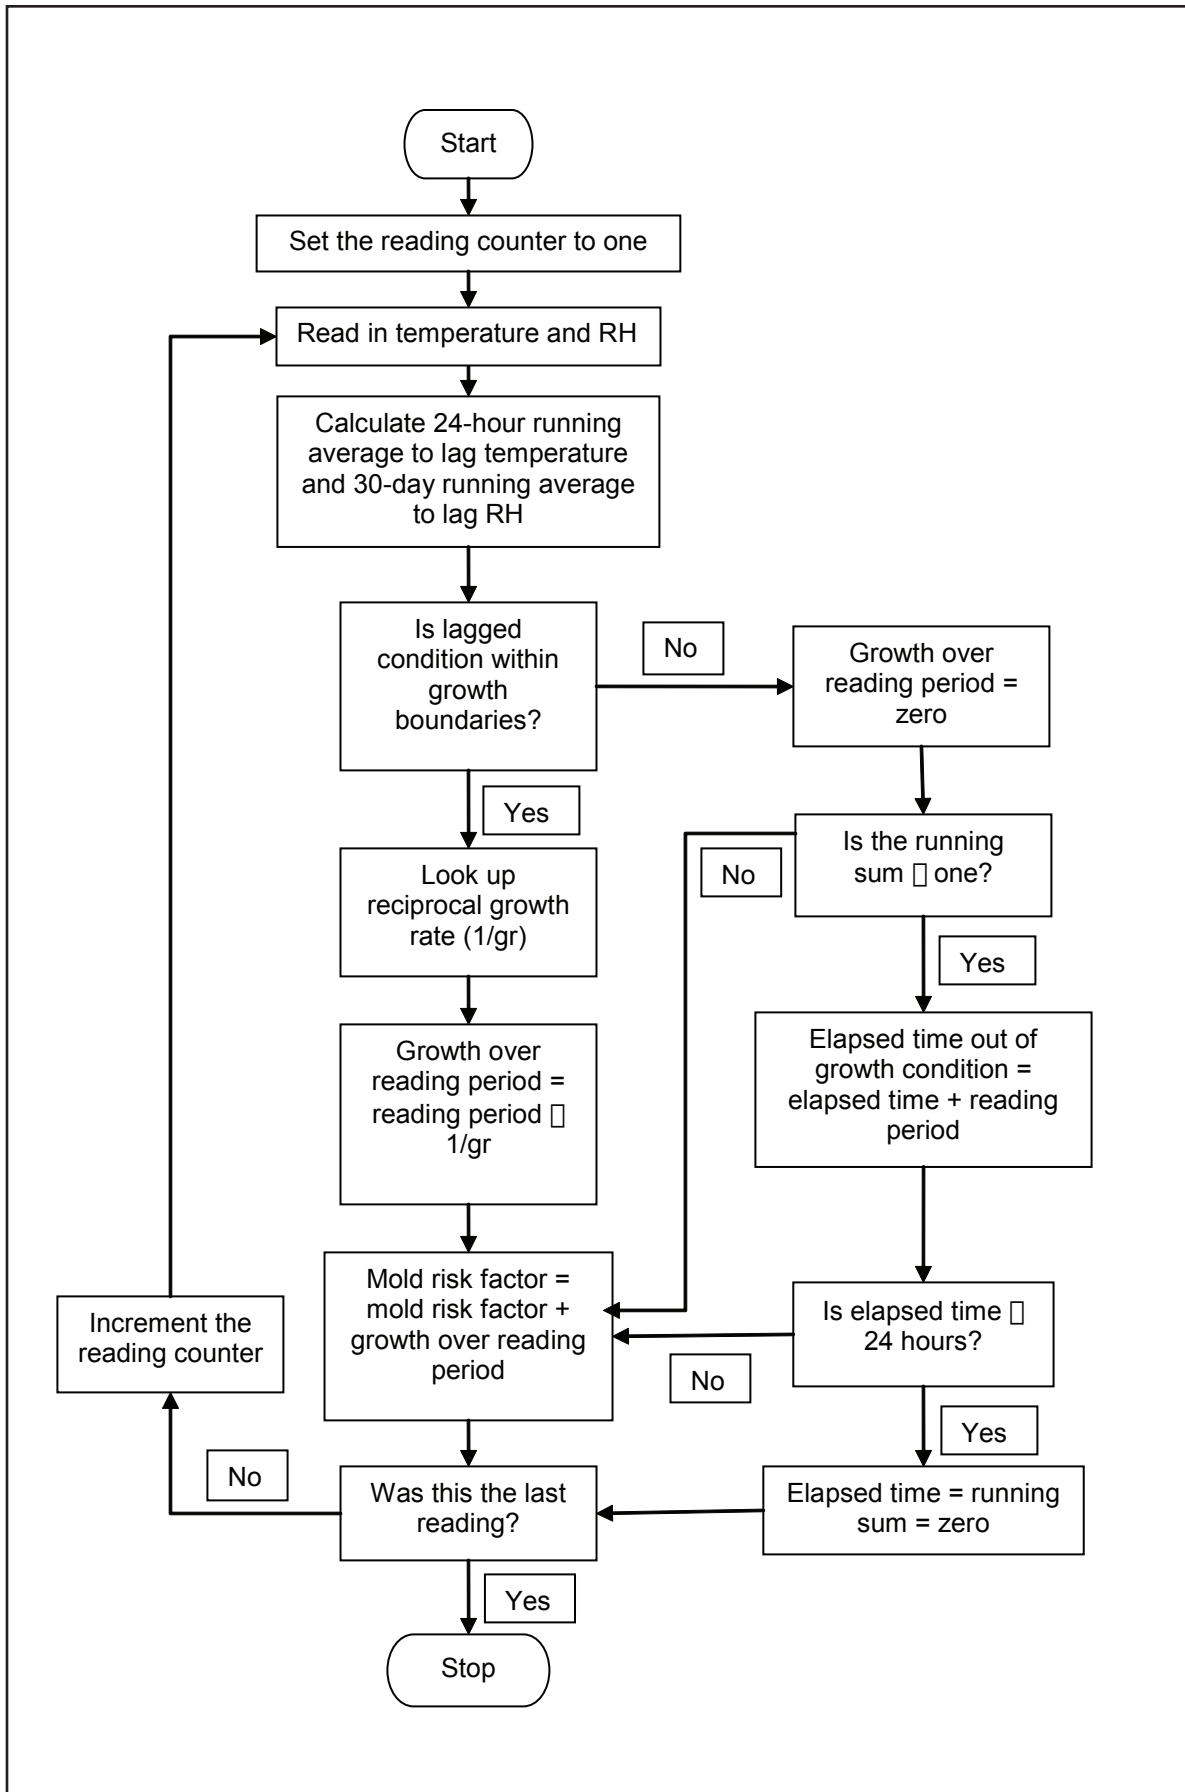 Start
Set the reading counter to one
Read in temperature and RH
Calculate 24-hour running
average to lag temperature
and 30-day running average
to lag RH
Is lagged
condition within
growth
boundaries?
No
Growth over
reading period =
zero
Yes
Is the running
sum □ one?
No
Look up
reciprocal growth
rate (1/gr)
Yes
Growth over
reading period =
reading period □
1/gr
Elapsed time out of
growth condition =
elapsed time + reading
period
Mold risk factor =
mold risk factor +
growth over reading
period
Is elapsed time □
24 hours?
Increment the
reading counter
No
Yes
No
Was this the last
reading?
Elapsed time = running
sum = zero
Yes
Stop